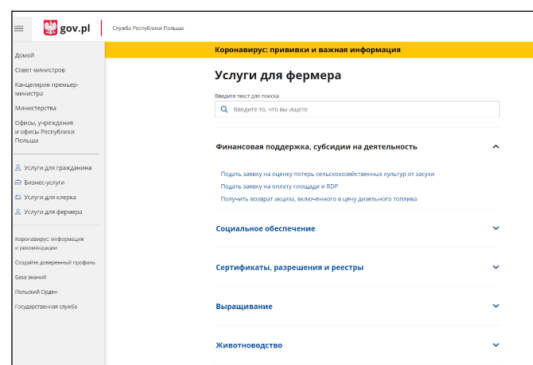 gov.pl
Служба Республики Польша
Домой
Совет министров
Канцелярия премьер-
министра
Министерства
Офисы, учреждения
и офисы Республики
Польша
Услуги для гражданина
Бизнес-услуги
Услуги для клерка
Услуги для фермера
Коронавирус: информация
и рекомендации
Создайте доверенный профиль
База знаний
Польский Орден
Государственная служба
Коронавирус: прививки и важная информация
Услуги для фермера
Введите текст для поиска
Введите то, что вы ищете
Финансовая поддержка, субсидии на деятельность
Подать заявку на оценку потерь сельскохозяйственных культур от засухи
Подать заявку на оплату площади и RDP
Получить возврат акциза, включенного в цену дизельного топлива
Социальное обеспечение
Сертификаты, разрешения и реестры
Выращивание
Животноводство